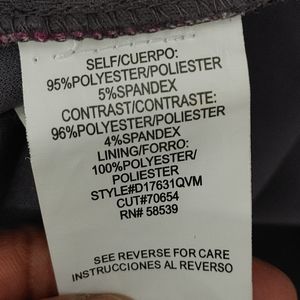 SELF/CUERPO:
95%POLYESTER/POLIESTER
5%SPANDEX
CONTRAST/CONTRASTE:
96%POLYESTER/POLIESTER
4%SPANDEX
LINING/FORRO:
100%POLYESTER/
POLIESTER
STYLE#D17631QVM
CUT#70654
RN# 58539
SEE REVERSE FOR CARE
INSTRUCCIONES AL REVERSO